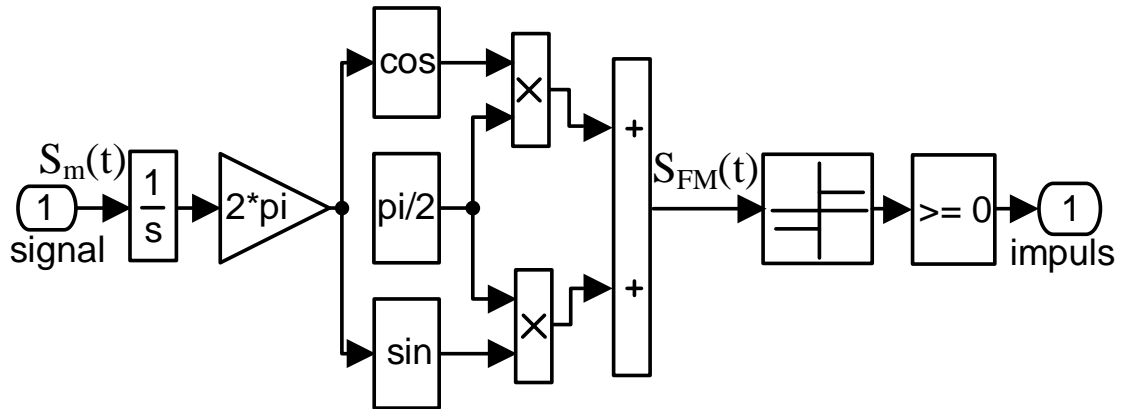 S_m(t)
1
signal
1
s
2*pi
cos
pi/2
sin
×
×
+
+
S_FM(t)
>= 0
1
impuls